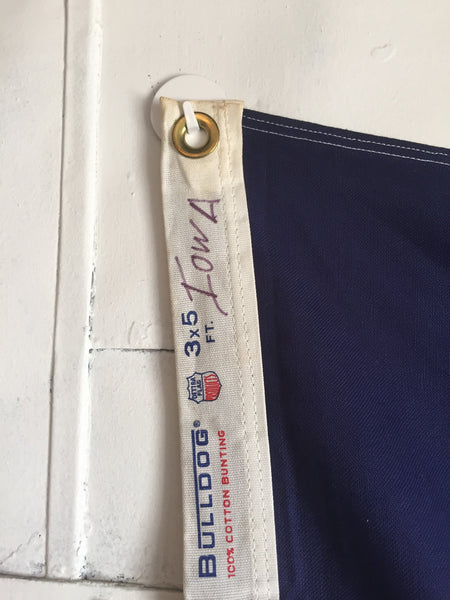 BULLDOG®
100% COTTON BUNTING
3x5
FT.
IOWA